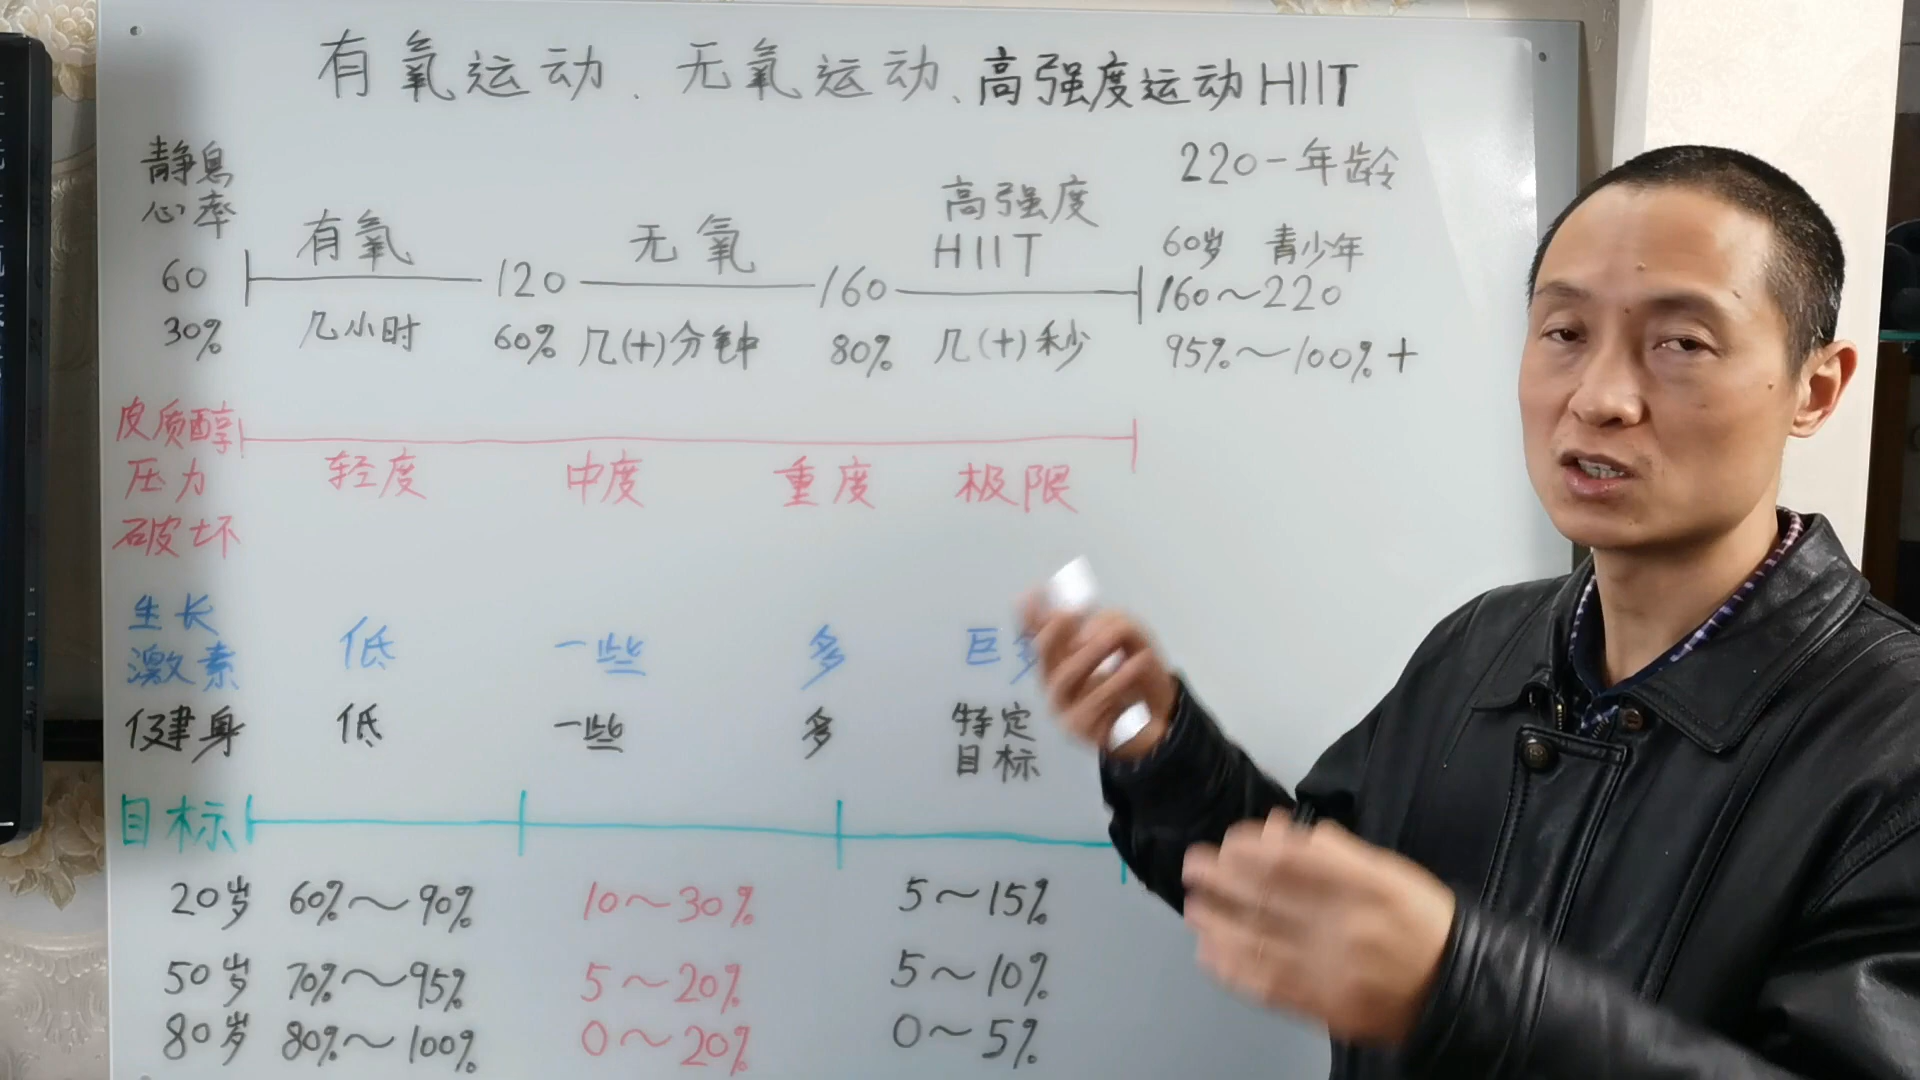 有氧运动、无氧运动、高强度运动HIIT
静息
心率
220-年龄
有氧 无氧 高强度
HIIT
60岁 青少年
60 120 160 160~220
30% 几小时 60% 几(十)分钟 80% 几(十)秒 95%~100%+
皮质醇
压力 轻度 中度 重度 极限
破坏
生长
激素 低 一些 多 巨多
健身 低 一些 多 特定
目标
目标
20岁 60%~90% 10~30% 5~15%
50岁 70%~95% 5~20% 5~10%
80岁 80%~100% 0~20% 0~5%